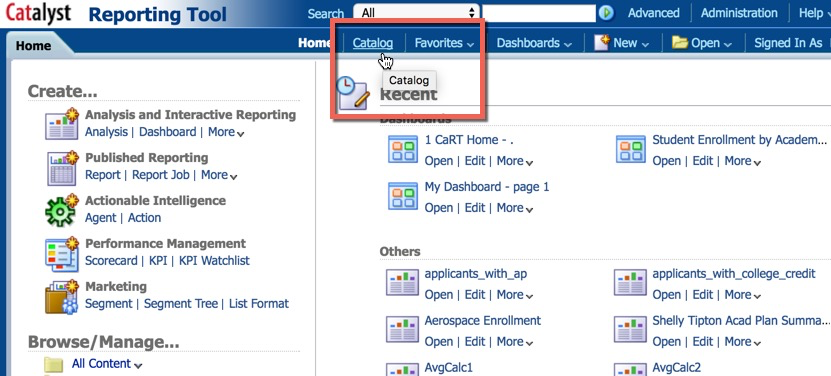 Catalyst Reporting Tool
Search All Advanced Administration Help
Home
Home Catalog Favorites Dashboards New Open Signed In As
Catalog
Create...
Analysis and Interactive Reporting
Analysis | Dashboard | More
Published Reporting
Report | Report Job | More
Actionable Intelligence
Agent | Action
Performance Management
Scorecard | KPI | KPI Watchlist
Marketing
Segment | Segment Tree | List Format
Browse/Manage...
All Content
Recent
Dashboards
1 CaRT Home - .
Open | Edit | More
Student Enrollment by Academ...
Open | Edit | More
My Dashboard - page 1
Open | Edit | More
Others
applicants_with_ap
Open | Edit | More
applicants_with_college_credit
Open | Edit | More
Aerospace Enrollment
Open | Edit | More
Shelly Tipton Acad Plan Summa...
Open | Edit | More
AvgCalc1
AvgCalc2